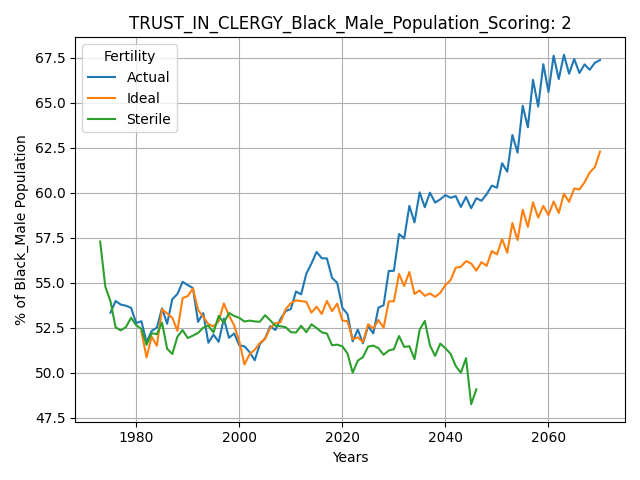 TRUST_IN_CLERGY_Black_Male_Population_Scoring: 2
Fertility
Actual
Ideal
Sterile
% of Black_Male Population
67.5
65.0
62.5
60.0
57.5
55.0
52.5
50.0
47.5
1980
2000
2020
2040
2060
Years